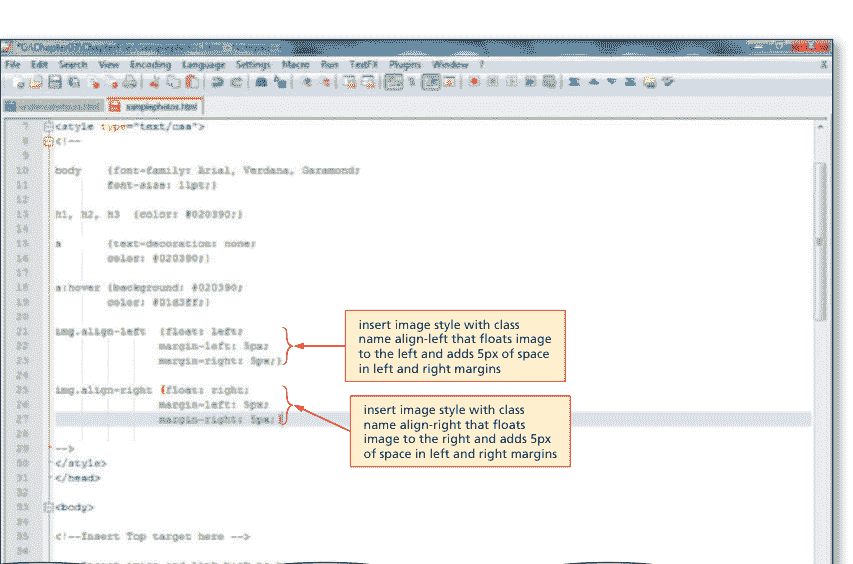 File Edit Search View Encoding Language Settings Macro Run TextFX Plugins Window ?
samplephotos.html
7 <style type="text/css">
8 <!--
9
10 body {font-family: Arial, Verdana, Garamond;
11 font-size: 11pt;}
12
13 h1, h2, h3 {color: #020390;}
14
15 a {text-decoration: none;
16 color: #020390;}
17
18 a:hover {background: #020390;
19 color: #01d3ff;}
20
21 img.align-left {float: left;
22 margin-left: 5px;
23 margin-right: 5px;}
24
25 img.align-right {float: right;
26 margin-left: 5px;
27 margin-right: 5px;}
28
29 -->
30 </style>
31 </head>
32
33 <body>
34
35 <!--Insert Top target here -->
36
insert image style with class
name align-left that floats image
to the left and adds 5px of space
in left and right margins
insert image style with class
name align-right that floats
image to the right and adds 5px
of space in left and right margins